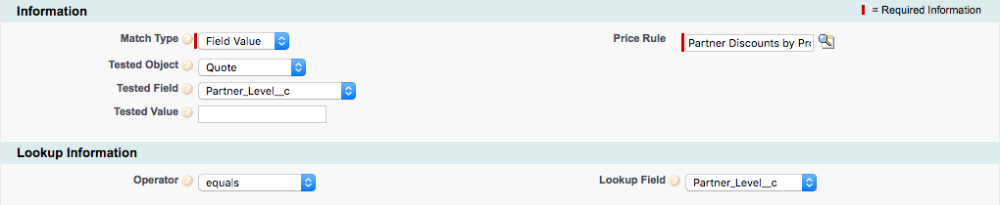 Information
= Required Information
Match Type ? Field Value
Price Rule Partner Discounts by Pro
Tested Object ? Quote
Tested Field ? Partner_Level__c
Tested Value ?
Lookup Information
Operator ? equals
Lookup Field ? Partner_Level__c